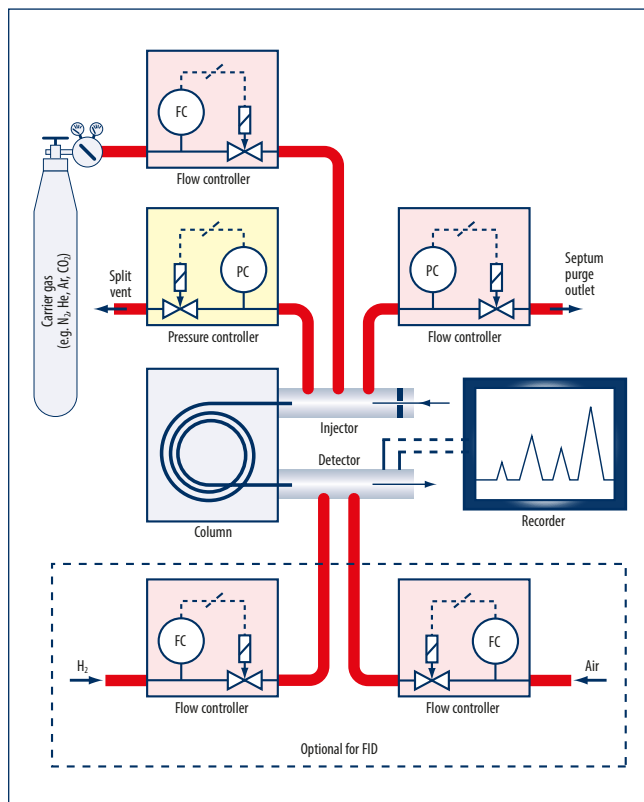 FC
Flow controller
Carrier gas
(e.g. N₂, He, Ar, CO₂)
Split
vent
PC
Pressure controller
PC
Flow controller
Septum
purge
outlet
Injector
Detector
Column
Recorder
H₂
FC
Flow controller
FC
Flow controller
Air
Optional for FID